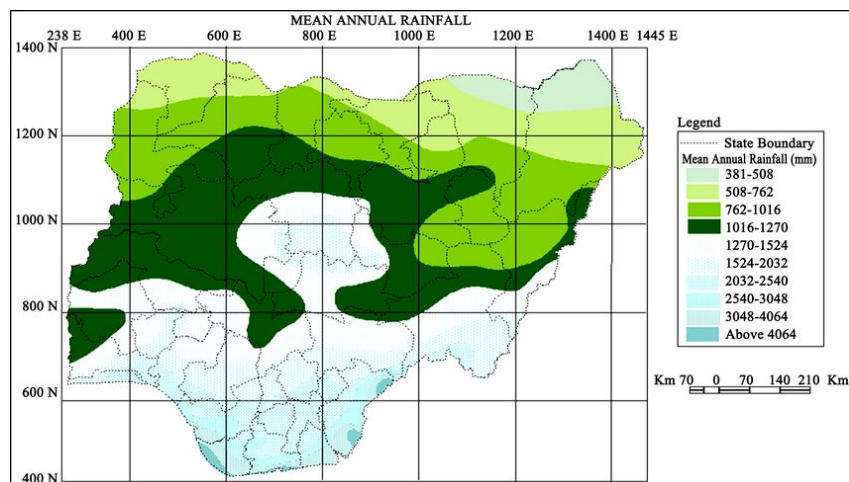 MEAN ANNUAL RAINFALL
238 E 400 E 600 E 800 E 1000 E 1200 E 1400 E 1445 E
1400 N
1200 N
1000 N
800 N
600 N
400 N
Legend
State Boundary
Mean Annual Rainfall (mm)
381-508
508-762
762-1016
1016-1270
1270-1524
1524-2032
2032-2540
2540-3048
3048-4064
Above 4064
Km 70 0 70 140 210 Km